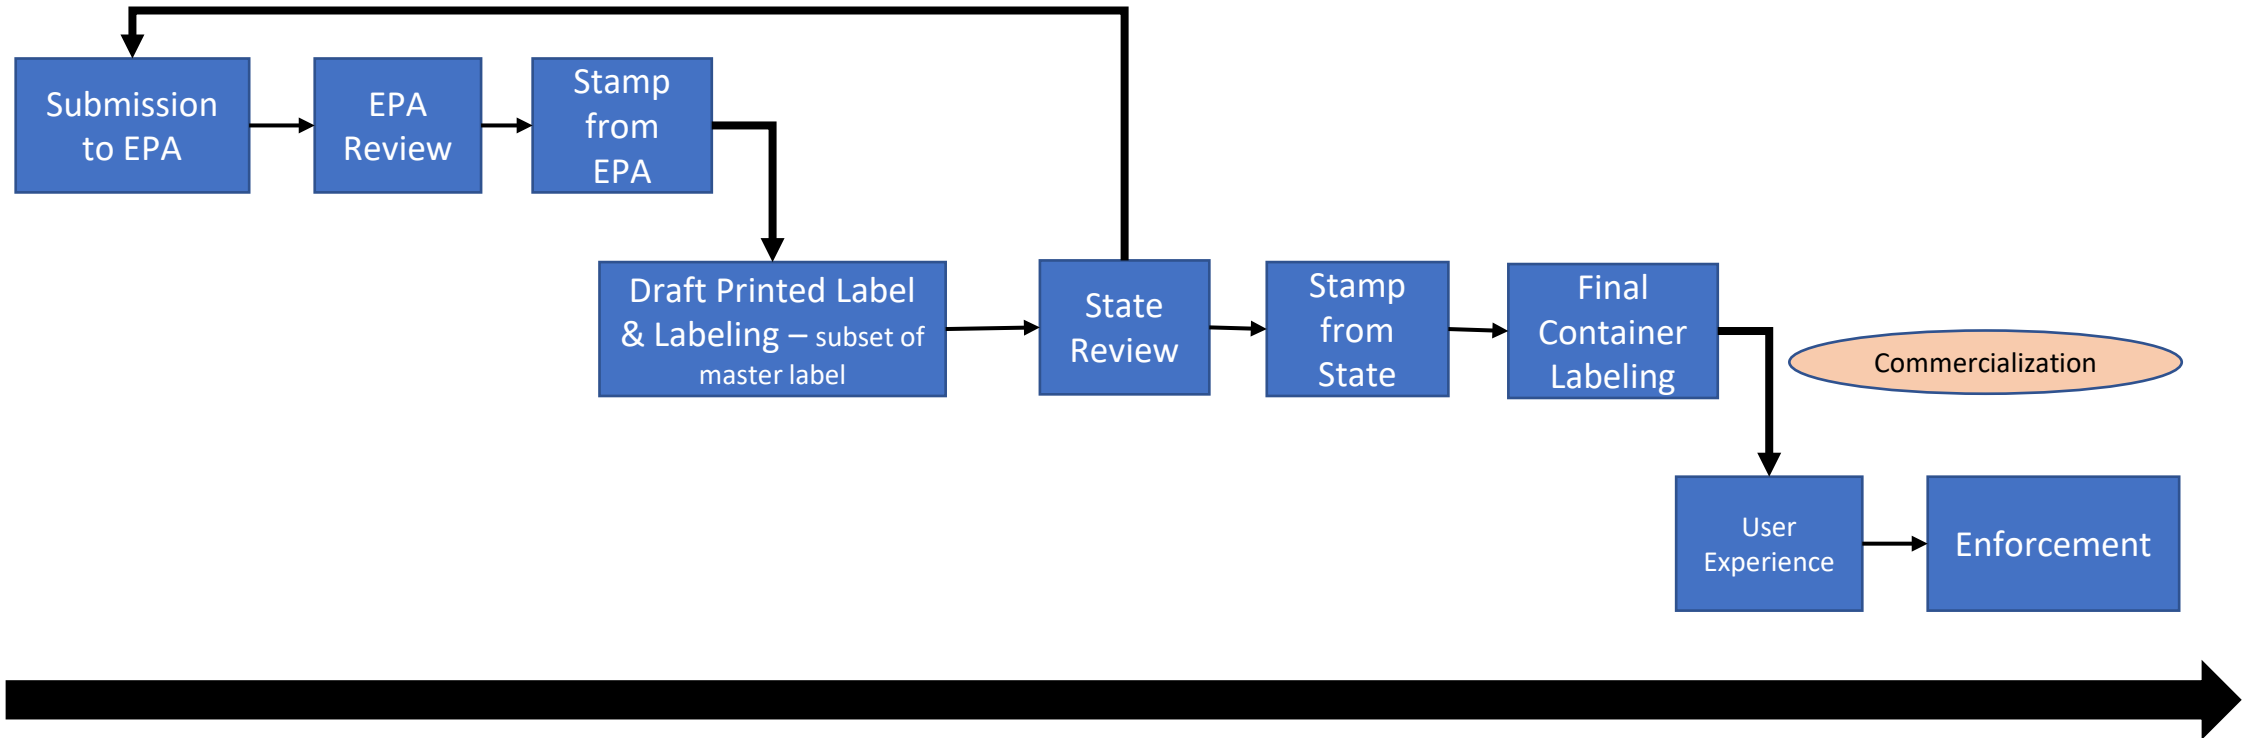 Submission
to EPA
EPA
Review
Stamp
from
EPA
Draft Printed Label
& Labeling – subset of
master label
State
Review
Stamp
from
State
Final
Container
Labeling
Commercialization
User
Experience
Enforcement